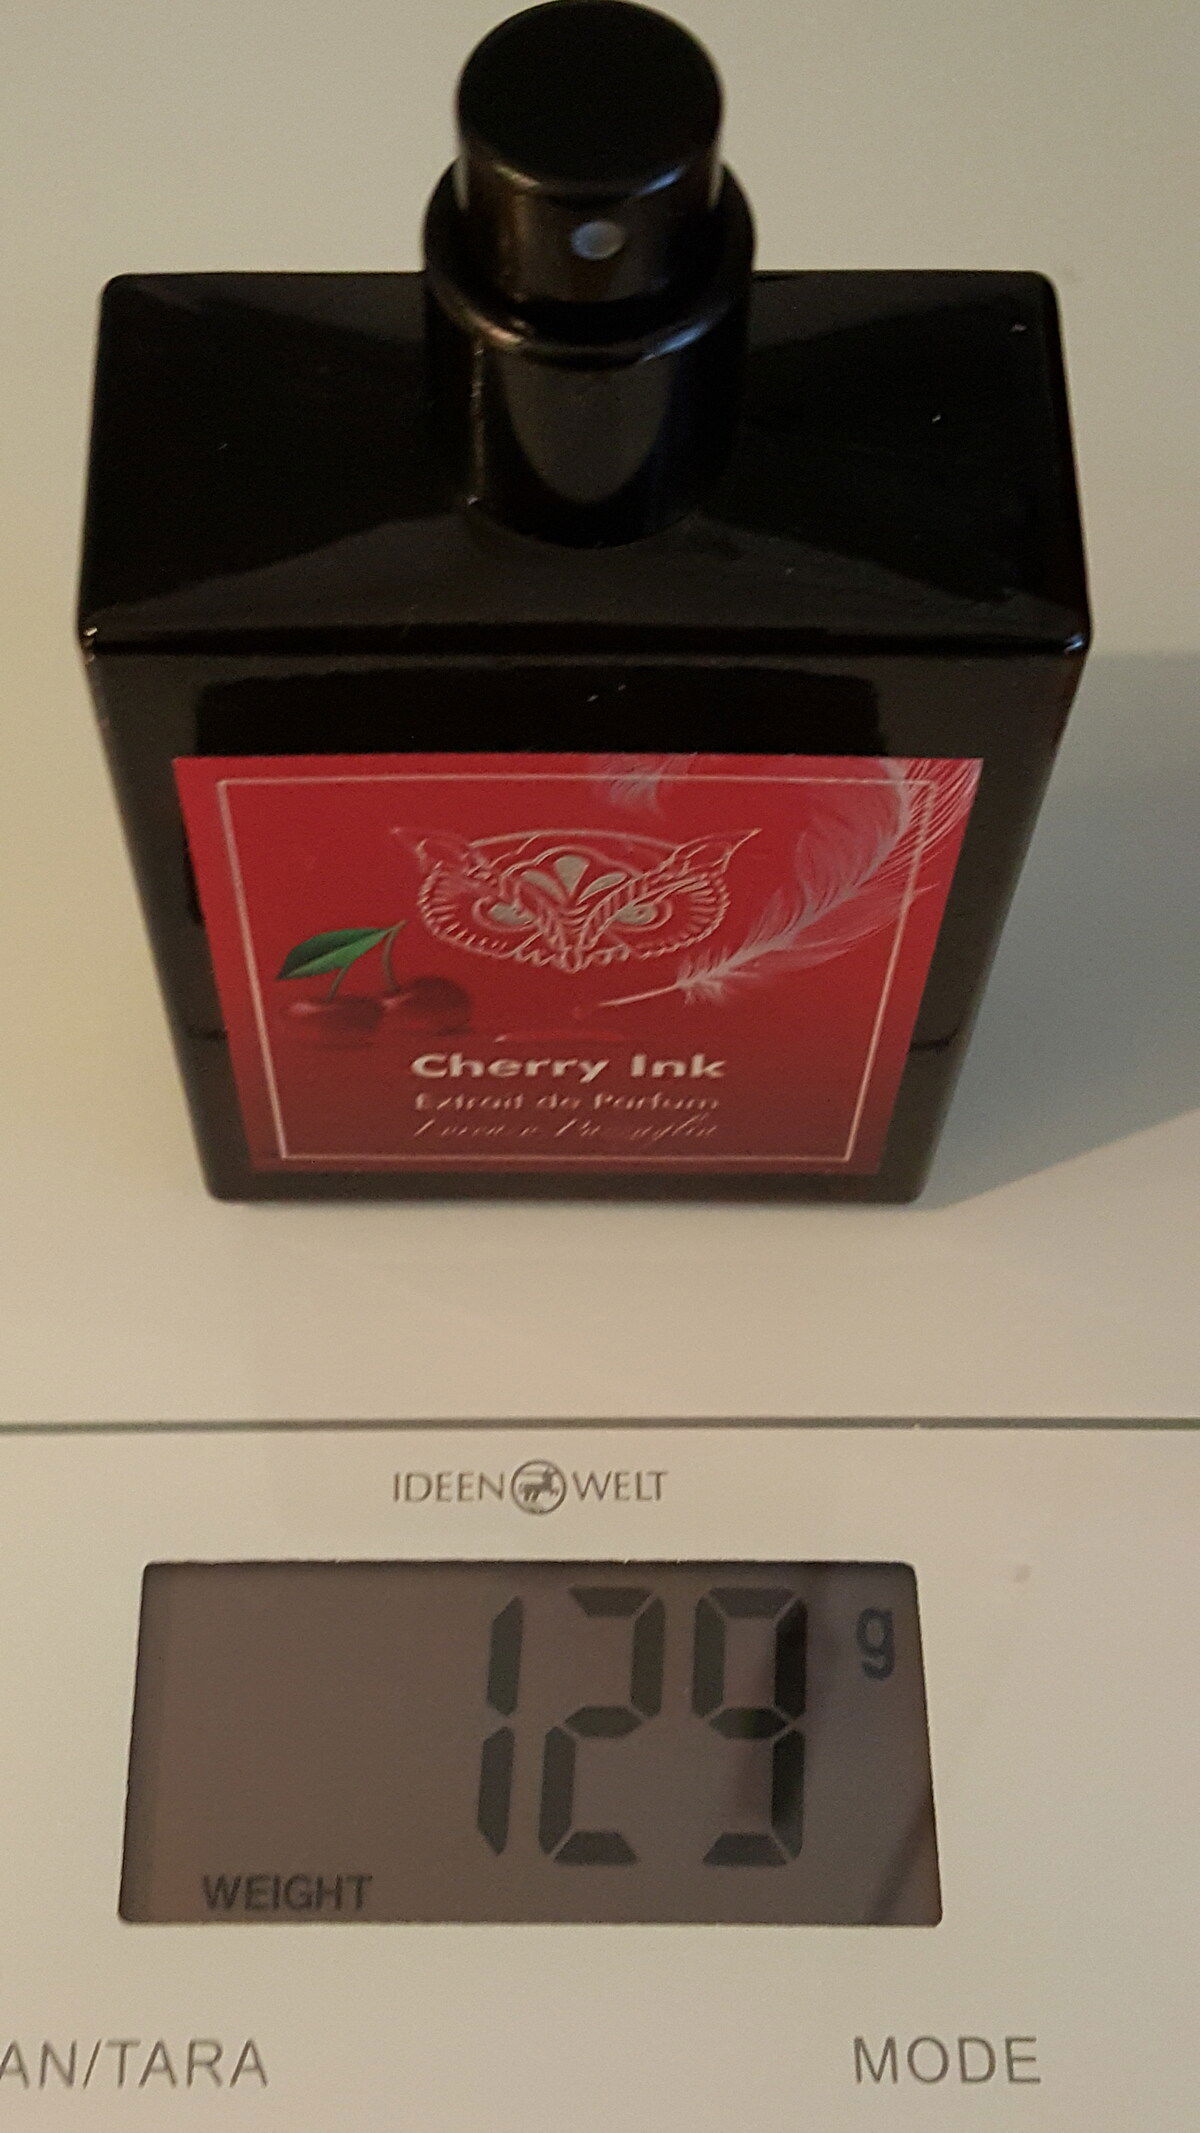 Cherry Ink
Extrait de Parfum
IDEEN WELT
129 g
WEIGHT
AN/TARA
MODE